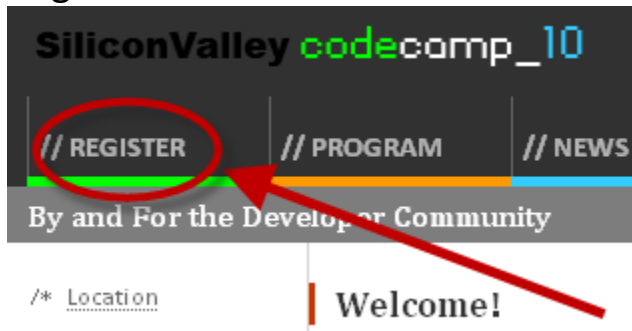 SiliconValley codecamp_10
// REGISTER // PROGRAM // NEWS
By and For the Developer Community
/* Location
Welcome!